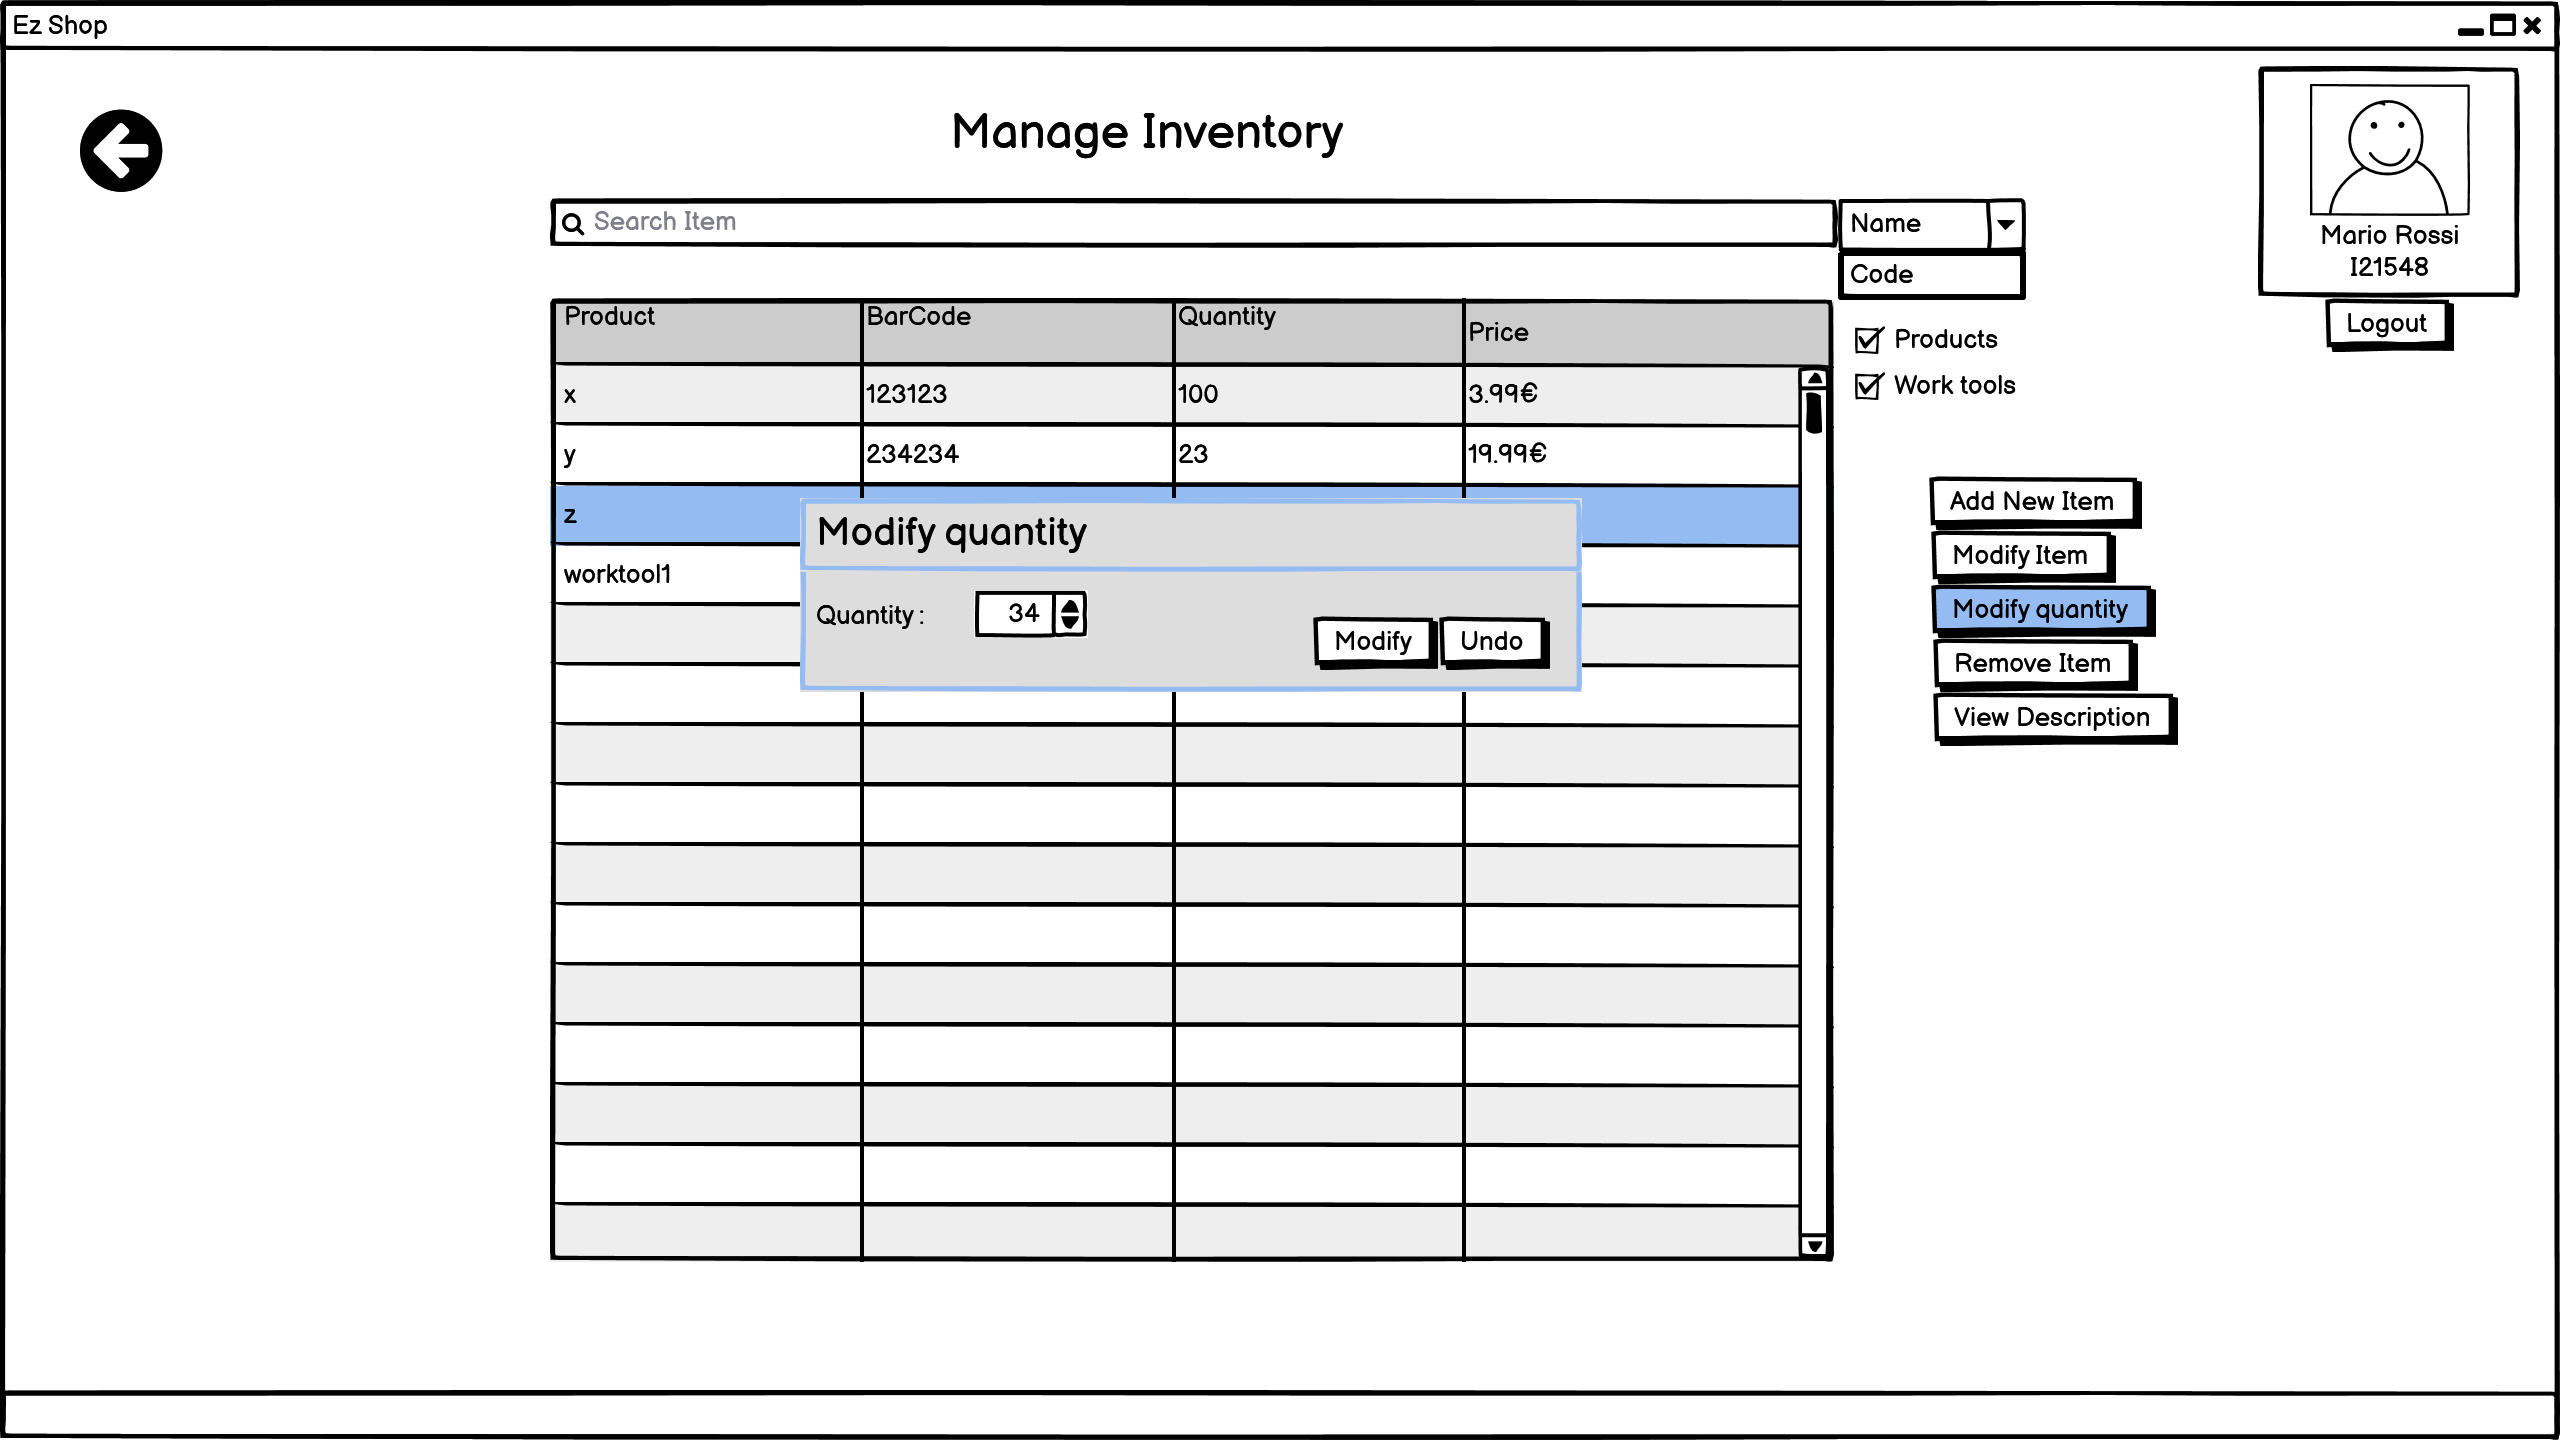 Ez Shop
Manage Inventory
Search Item
Name
Code
Mario Rossi
I21548
Logout
Product BarCode Quantity Price
Products
Work tools
x 123123 100 3.99€
y 234234 23 19.99€
z
worktool1
Modify quantity
Quantity :
34
Modify
Undo
Add New Item
Modify Item
Modify quantity
Remove Item
View Description